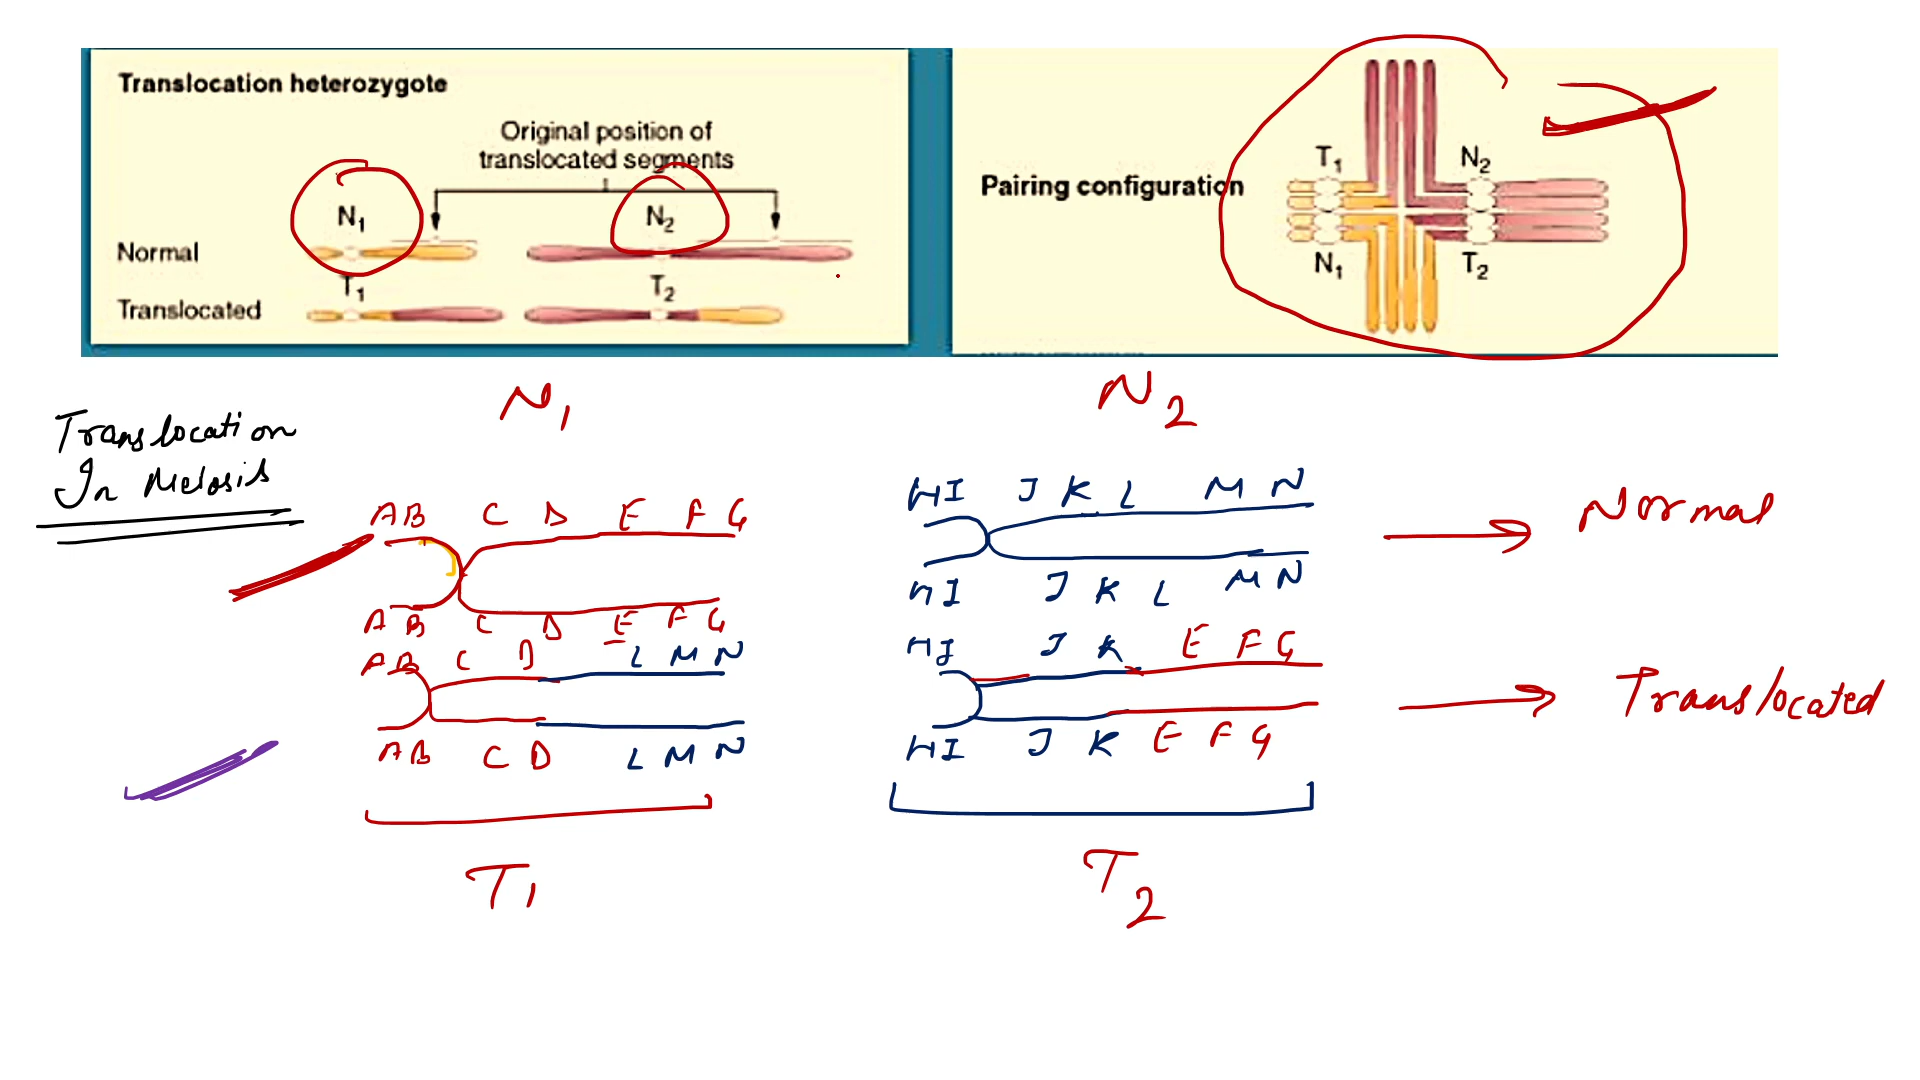 Translocation heterozygote
Original position of
translocated segments
N1 N2
Normal
T1 T2
Translocated
Pairing configuration
T1 N2
N1 T2
N1 N2
Translocation
In Meiosis
AB C D E F G
HI J K L M N
Normal
AB C D E F G
HI J K L M N
AB C D L M N
HI J K E F G
Translocated
AB C D L M N
HI J K E F G
T1 T2